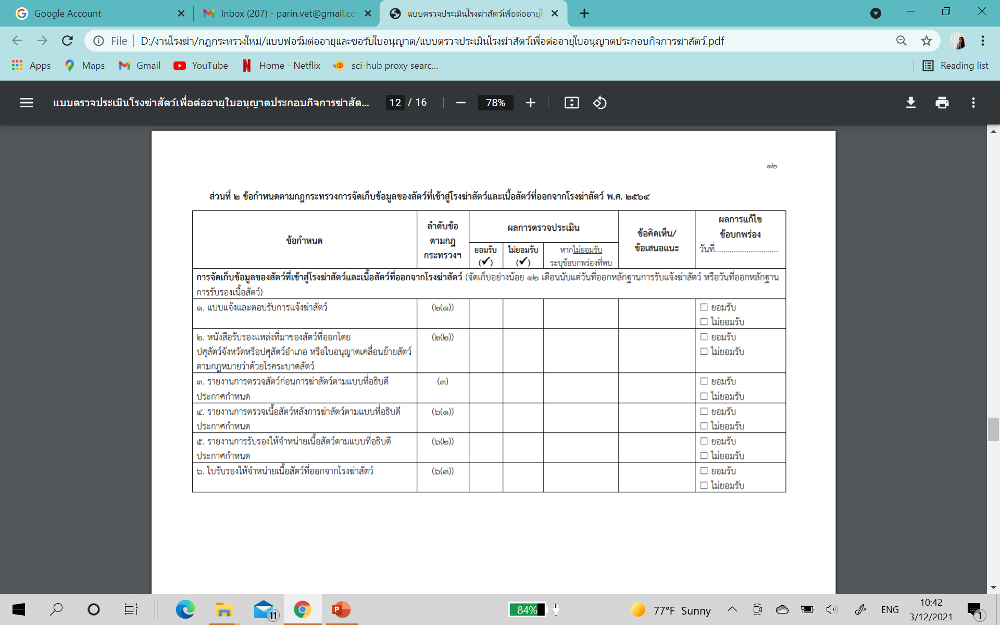 Google Account
Inbox (207) - parin.vet@gmail.co
แบบตรวจประเมินโรงฆ่าสัตว์เพื่อต่ออายุใ
File
D:/งานโรงฆ่า/กฎกระทรวงใหม่/แบบฟอร์มต่ออายุและขอรับใบอนุญาต/แบบตรวจประเมินโรงฆ่าสัตว์เพื่อต่ออายุใบอนุญาตประกอบกิจการฆ่าสัตว์.pdf
Apps Maps Gmail YouTube Home - Netflix sci-hub proxy searc... Reading list
แบบตรวจประเมินโรงฆ่าสัตว์เพื่อต่ออายุใบอนุญาตประกอบกิจการฆ่าสัต... 12 / 16 78%
๑๒
ส่วนที่ ๒ ข้อกำหนดตามกฎกระทรวงการจัดเก็บข้อมูลของสัตว์ที่เข้าสู่โรงฆ่าสัตว์และเนื้อสัตว์ที่ออกจากโรงฆ่าสัตว์ พ.ศ. ๒๕๖๔
ข้อกำหนด
ลำดับข้อ
ตามกฎ
กระทรวงฯ
ผลการตรวจประเมิน
ยอมรับ
(✓)
ไม่ยอมรับ
(✓)
หากไม่ยอมรับ
ระบุข้อบกพร่องที่พบ
ข้อคิดเห็น/
ข้อเสนอแนะ
ผลการแก้ไข
ข้อบกพร่อง
วันที่..............................
การจัดเก็บข้อมูลของสัตว์ที่เข้าสู่โรงฆ่าสัตว์และเนื้อสัตว์ที่ออกจากโรงฆ่าสัตว์ (จัดเก็บอย่างน้อย ๑๒ เดือนนับแต่วันที่ออกหลักฐานการรับแจ้งฆ่าสัตว์ หรือวันที่ออกหลักฐาน
การรับรองเนื้อสัตว์)
๑. แบบแจ้งและตอบรับการแจ้งฆ่าสัตว์ (๒(๑)) ☐ ยอมรับ
☐ ไม่ยอมรับ
๒. หนังสือรับรองแหล่งที่มาของสัตว์ที่ออกโดย (๒(๒)) ☐ ยอมรับ
ปศุสัตว์จังหวัดหรือปศุสัตว์อำเภอ หรือใบอนุญาตเคลื่อนย้ายสัตว์ ☐ ไม่ยอมรับ
ตามกฎหมายว่าด้วยโรคระบาดสัตว์
๓. รายงานการตรวจสัตว์ก่อนการฆ่าสัตว์ตามแบบที่อธิบดี (๓) ☐ ยอมรับ
ประกาศกำหนด ☐ ไม่ยอมรับ
๔. รายงานการตรวจเนื้อสัตว์หลังการฆ่าสัตว์ตามแบบที่อธิบดี (๖(๑)) ☐ ยอมรับ
ประกาศกำหนด ☐ ไม่ยอมรับ
๕. รายงานการรับรองให้จำหน่ายเนื้อสัตว์ตามแบบที่อธิบดี (๖(๒)) ☐ ยอมรับ
ประกาศกำหนด ☐ ไม่ยอมรับ
๖. ใบรับรองให้จำหน่ายเนื้อสัตว์ที่ออกจากโรงฆ่าสัตว์ (๖(๓)) ☐ ยอมรับ
☐ ไม่ยอมรับ
11
84%
77°F Sunny
ENG
10:42
3/12/2021
1